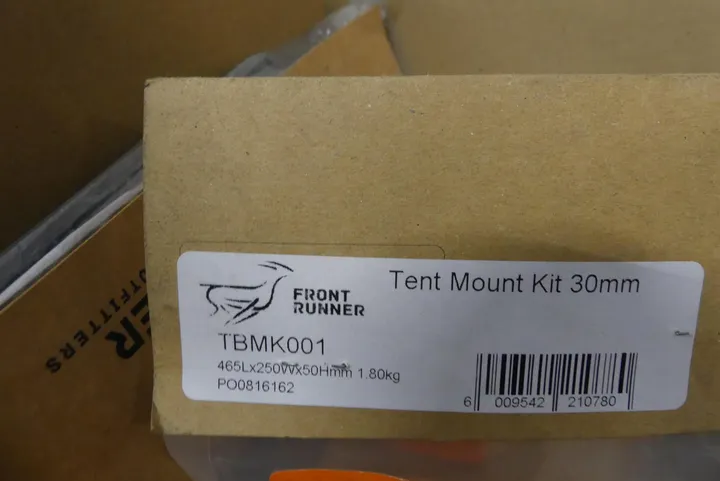 Tent Mount Kit 30mm
FRONT
RUNNER
TBMK001
465Lx250Wx50Hmm 1.80kg
PO0816162
6 009542 210780
ER
OUTFITTERS